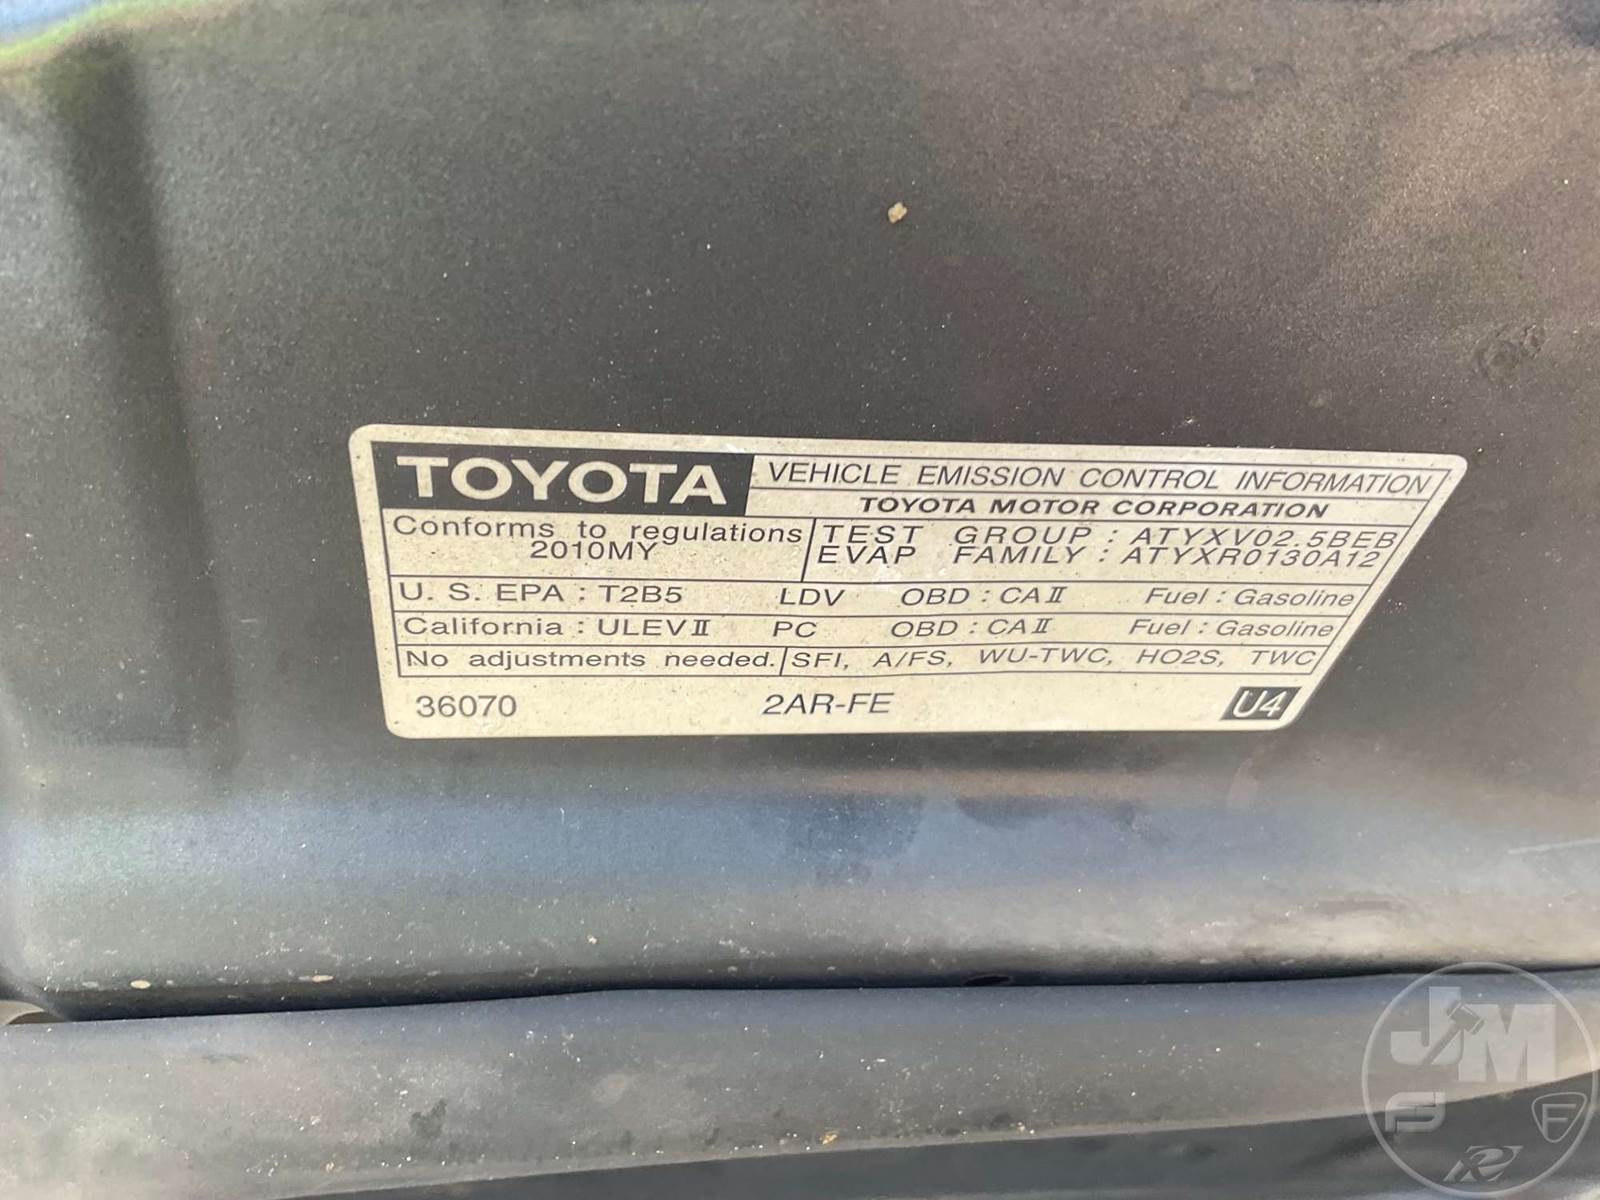 TOYOTA VEHICLE EMISSION CONTROL INFORMATION
TOYOTA MOTOR CORPORATION
Conforms to regulations
2010MY
TEST GROUP : ATYXV02.5BEB
EVAP FAMILY : ATYXR0130A12
U. S. EPA : T2B5 LDV OBD : CAⅡ Fuel : Gasoline
California : ULEVⅡ PC OBD : CAⅡ Fuel : Gasoline
No adjustments needed. SFI, A/FS, WU-TWC, HO2S, TWC
36070 2AR-FE U4
JM